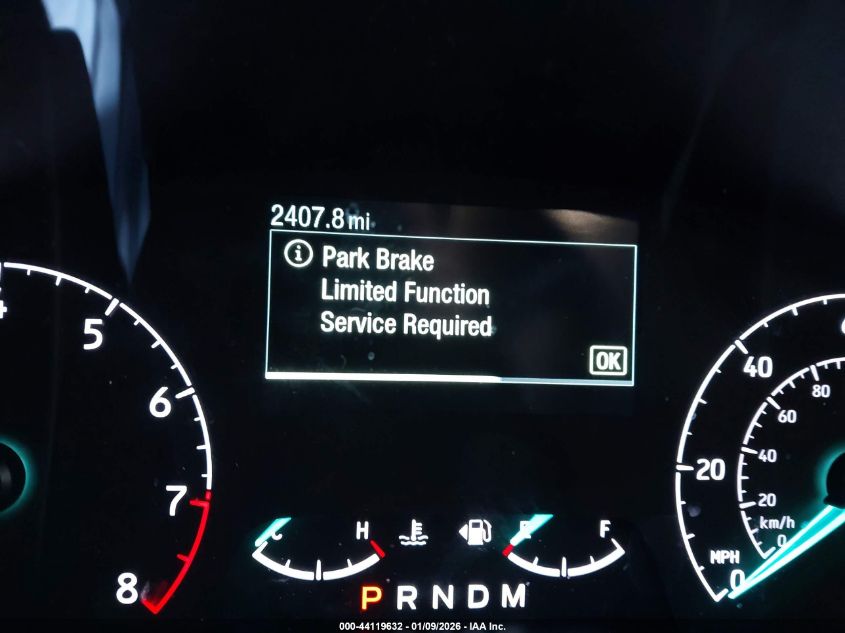 2407.8 mi
Park Brake
Limited Function
Service Required
OK
4
5
6
7
8
C H
E F
P R N D M
40
20
0
MPH
80
60
40
20
km/h
0
000-44119632 - 01/09/2026 - IAA Inc.